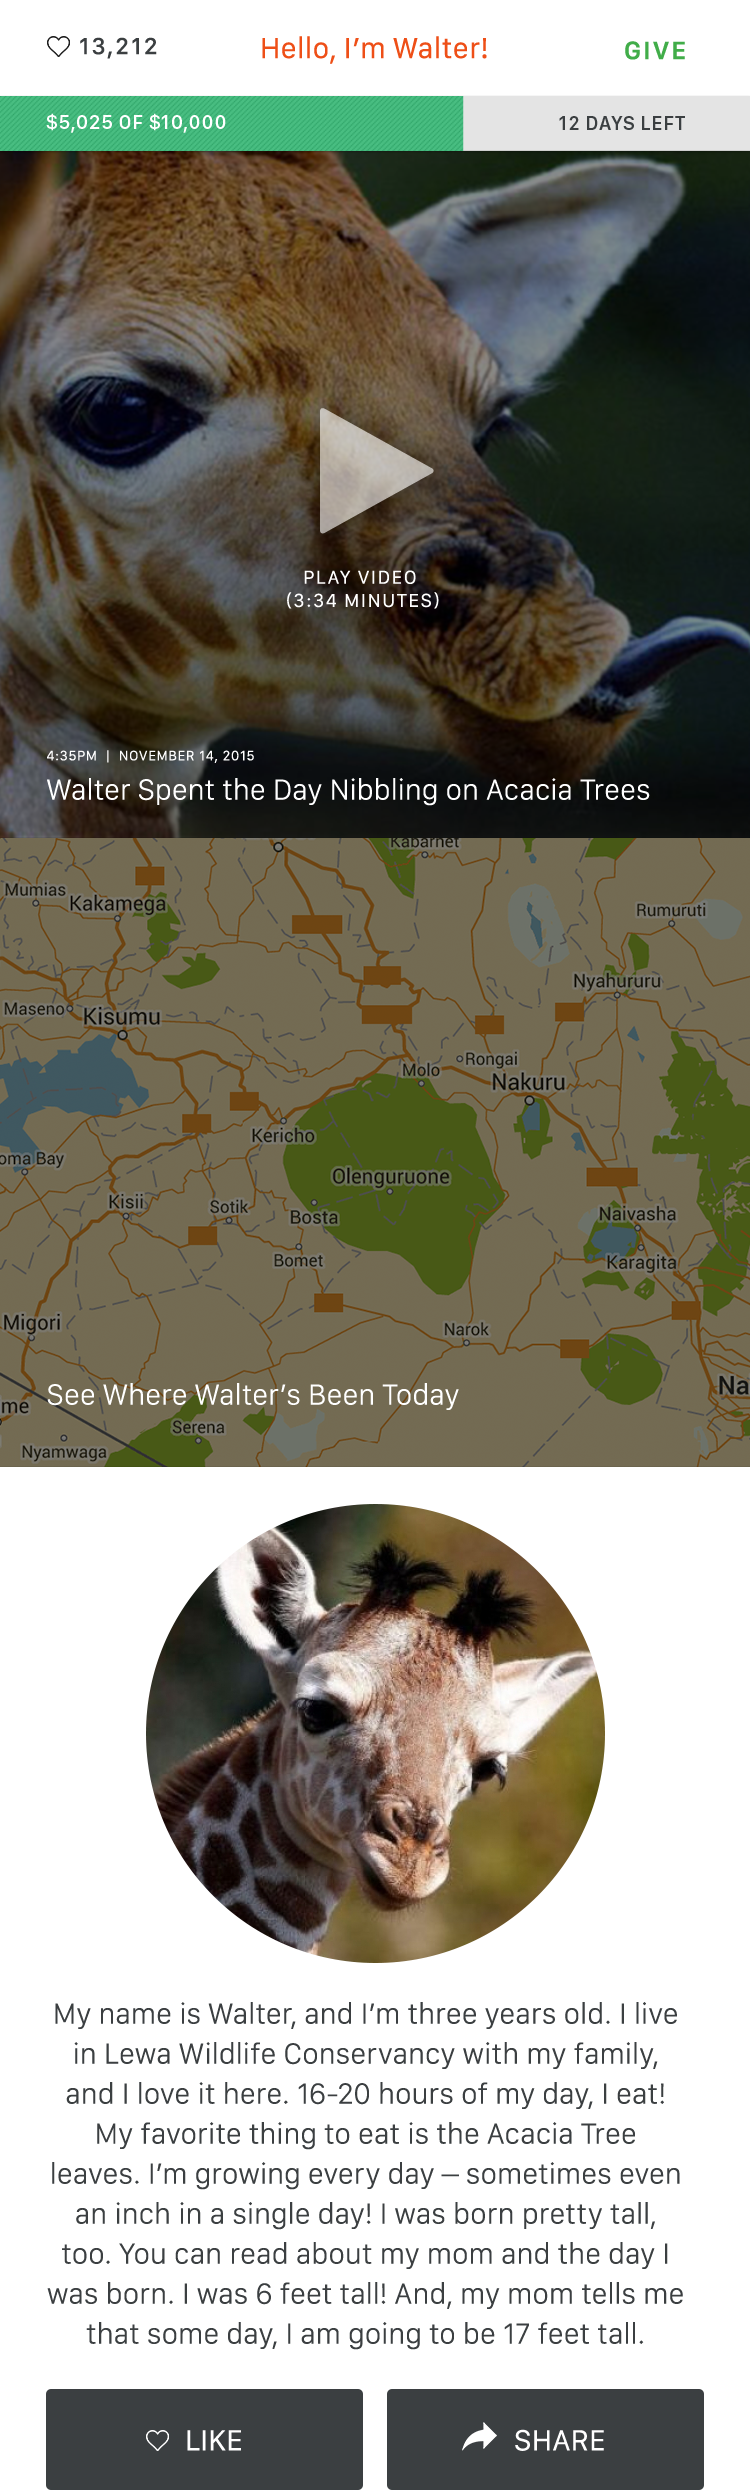 13,212
Hello, I'm Walter!
GIVE
$5,025 OF $10,000
12 DAYS LEFT
PLAY VIDEO
(3:34 MINUTES)
4:35PM | NOVEMBER 14, 2015
Walter Spent the Day Nibbling on Acacia Trees
Kabarnet
Mumias
Kakamega
Rumuruti
Nyahururu
Maseno
Kisumu
Rongai
Molo
Nakuru
Kericho
oma Bay
Olenguruone
Kisii
Sotik
Bosta
Naivasha
Bomet
Karagita
Migori
Narok
Na
See Where Walter's Been Today
me
Serena
Nyamwaga
My name is Walter, and I'm three years old. I live
in Lewa Wildlife Conservancy with my family,
and I love it here. 16-20 hours of my day, I eat!
My favorite thing to eat is the Acacia Tree
leaves. I'm growing every day – sometimes even
an inch in a single day! I was born pretty tall,
too. You can read about my mom and the day I
was born. I was 6 feet tall! And, my mom tells me
that some day, I am going to be 17 feet tall.
LIKE
SHARE